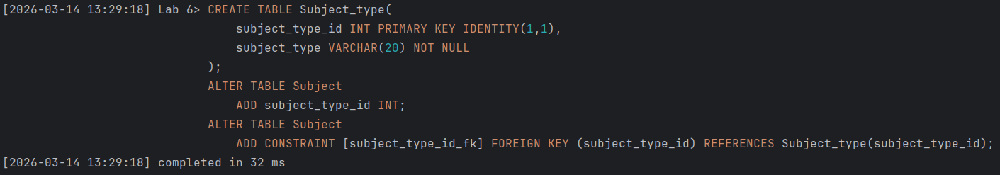 [2026-03-14 13:29:18] Lab 6> CREATE TABLE Subject_type(
subject_type_id INT PRIMARY KEY IDENTITY(1,1),
subject_type VARCHAR(20) NOT NULL
);
ALTER TABLE Subject
ADD subject_type_id INT;
ALTER TABLE Subject
ADD CONSTRAINT [subject_type_id_fk] FOREIGN KEY (subject_type_id) REFERENCES Subject_type(subject_type_id);
[2026-03-14 13:29:18] completed in 32 ms